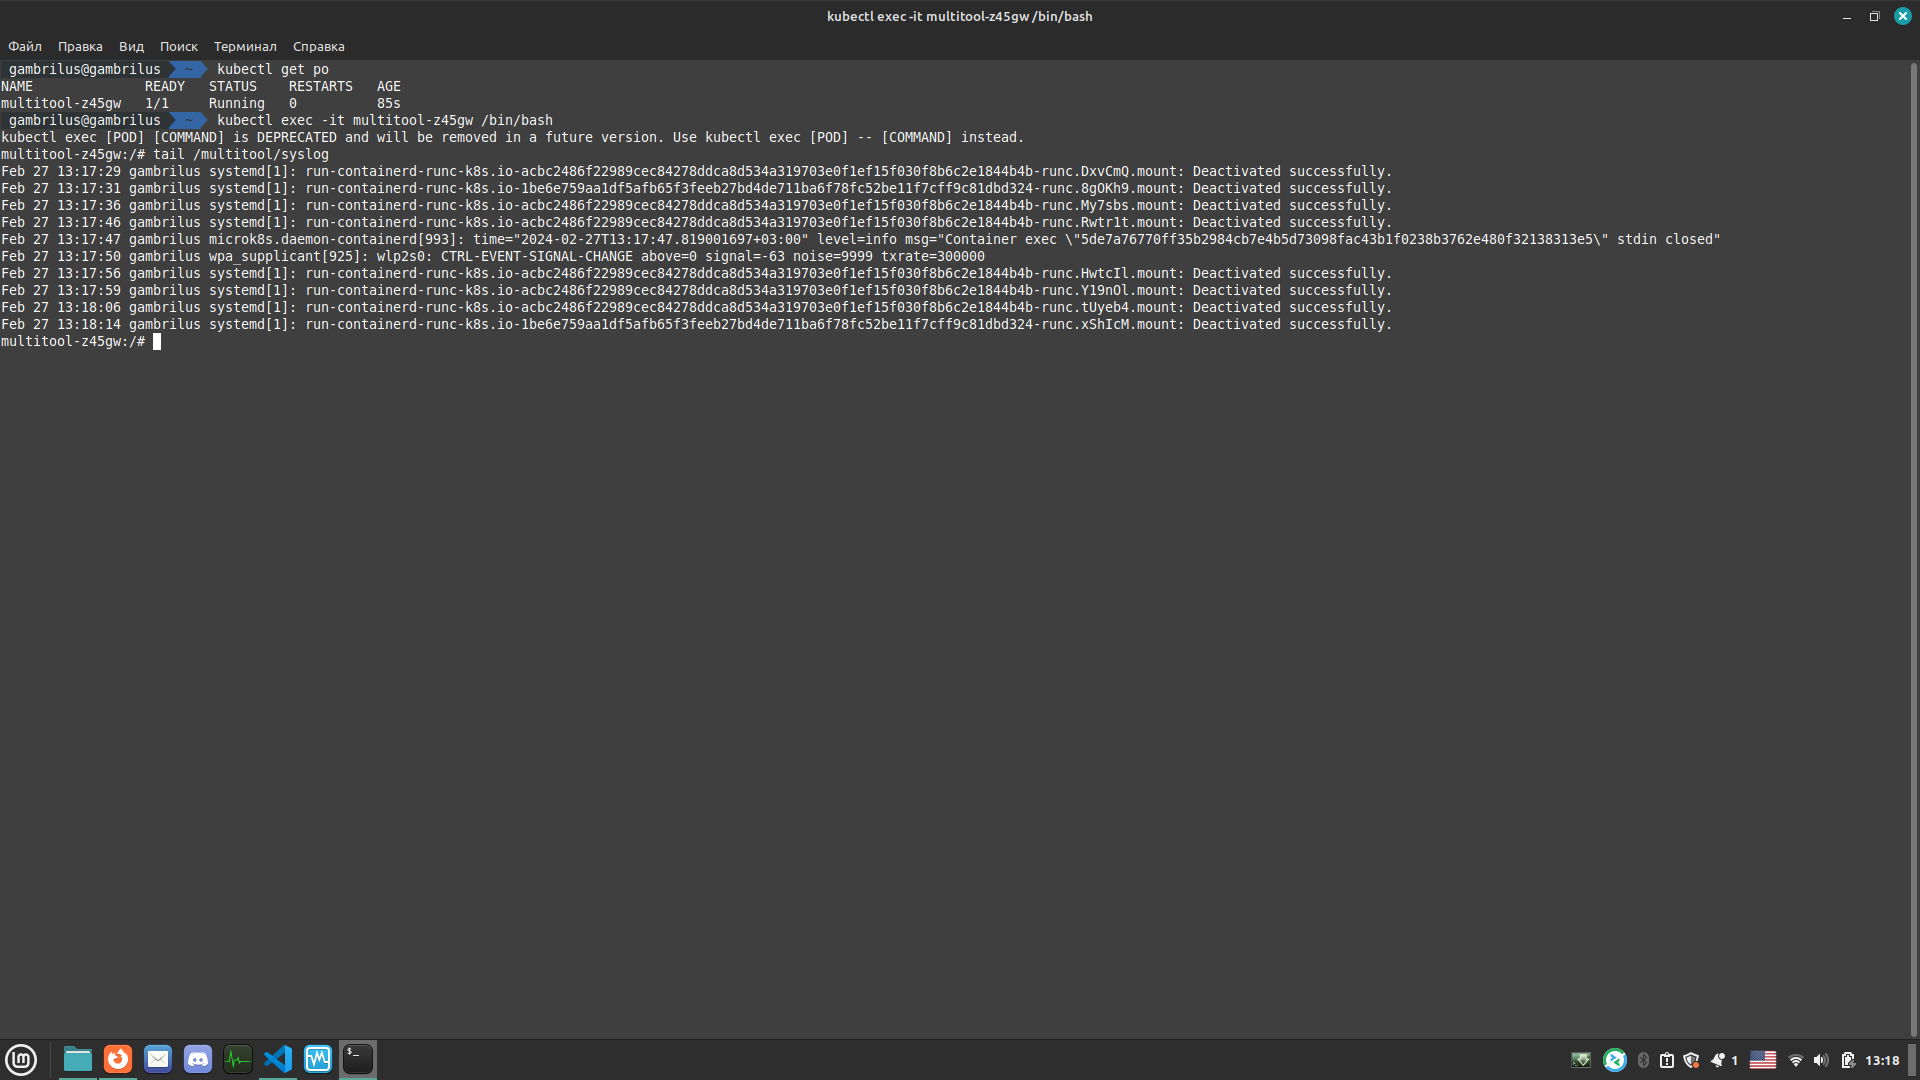 kubectl exec -it multitool-z45gw /bin/bash
Файл Правка Вид Поиск Терминал Справка
gambrilus@gambrilus ~ kubectl get po
NAME READY STATUS RESTARTS AGE
multitool-z45gw 1/1 Running 0 85s
gambrilus@gambrilus ~ kubectl exec -it multitool-z45gw /bin/bash
kubectl exec [POD] [COMMAND] is DEPRECATED and will be removed in a future version. Use kubectl exec [POD] -- [COMMAND] instead.
multitool-z45gw:/# tail /multitool/syslog
Feb 27 13:17:29 gambrilus systemd[1]: run-containerd-runc-k8s.io-acbc2486f22989cec84278ddca8d534a319703e0f1ef15f030f8b6c2e1844b4b-runc.DxvCmQ.mount: Deactivated successfully.
Feb 27 13:17:31 gambrilus systemd[1]: run-containerd-runc-k8s.io-1be6e759aa1df5afb65f3feeb27bd4de711ba6f78fc52be11f7cff9c81dbd324-runc.8gOKh9.mount: Deactivated successfully.
Feb 27 13:17:36 gambrilus systemd[1]: run-containerd-runc-k8s.io-acbc2486f22989cec84278ddca8d534a319703e0f1ef15f030f8b6c2e1844b4b-runc.My7sbs.mount: Deactivated successfully.
Feb 27 13:17:46 gambrilus systemd[1]: run-containerd-runc-k8s.io-acbc2486f22989cec84278ddca8d534a319703e0f1ef15f030f8b6c2e1844b4b-runc.Rwtr1t.mount: Deactivated successfully.
Feb 27 13:17:47 gambrilus microk8s.daemon-containerd[993]: time="2024-02-27T13:17:47.819001697+03:00" level=info msg="Container exec \"5de7a76770ff35b2984cb7e4b5d73098fac43b1f0238b3762e480f32138313e5\" stdin closed"
Feb 27 13:17:50 gambrilus wpa_supplicant[925]: wlp2s0: CTRL-EVENT-SIGNAL-CHANGE above=0 signal=-63 noise=9999 txrate=300000
Feb 27 13:17:56 gambrilus systemd[1]: run-containerd-runc-k8s.io-acbc2486f22989cec84278ddca8d534a319703e0f1ef15f030f8b6c2e1844b4b-runc.HwtcIl.mount: Deactivated successfully.
Feb 27 13:17:59 gambrilus systemd[1]: run-containerd-runc-k8s.io-acbc2486f22989cec84278ddca8d534a319703e0f1ef15f030f8b6c2e1844b4b-runc.Y19nOl.mount: Deactivated successfully.
Feb 27 13:18:06 gambrilus systemd[1]: run-containerd-runc-k8s.io-acbc2486f22989cec84278ddca8d534a319703e0f1ef15f030f8b6c2e1844b4b-runc.tUyeb4.mount: Deactivated successfully.
Feb 27 13:18:14 gambrilus systemd[1]: run-containerd-runc-k8s.io-1be6e759aa1df5afb65f3feeb27bd4de711ba6f78fc52be11f7cff9c81dbd324-runc.xShIcM.mount: Deactivated successfully.
multitool-z45gw:/#
1 13:18